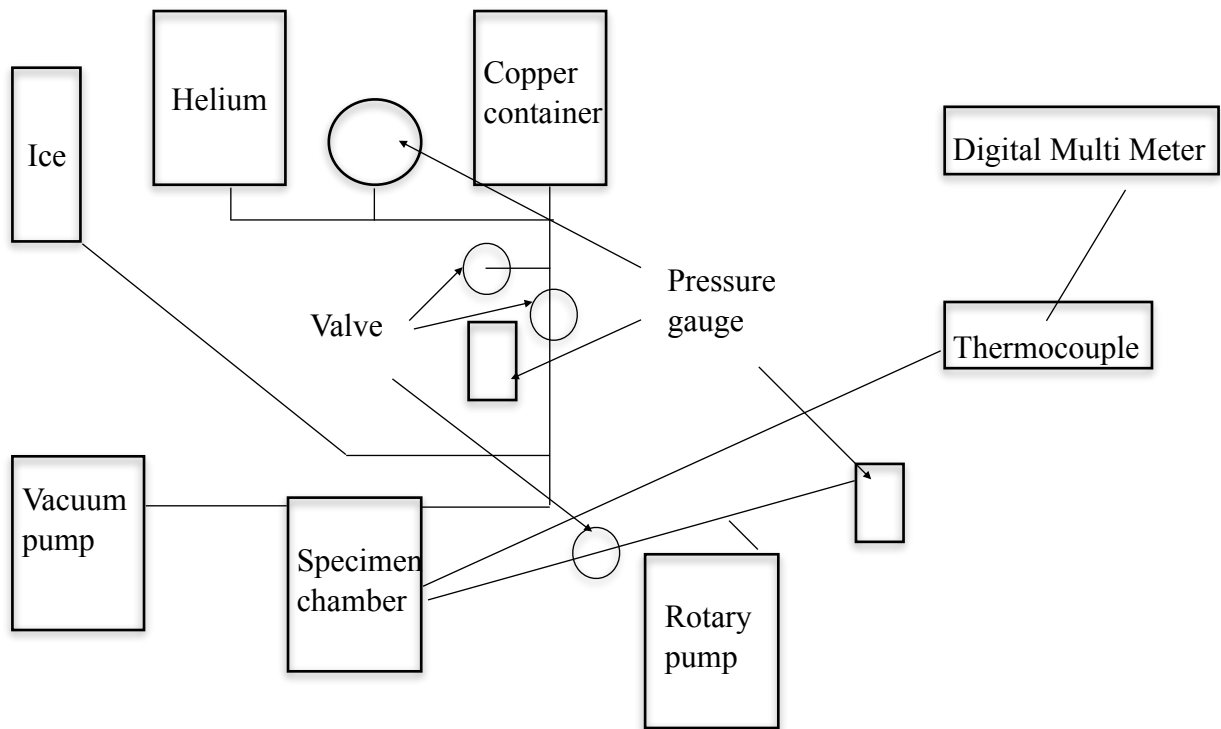 Helium
Copper
container
Ice
Digital Multi Meter
Pressure
gauge
Valve
Thermocouple
Vacuum
pump
Specimen
chamber
Rotary
pump